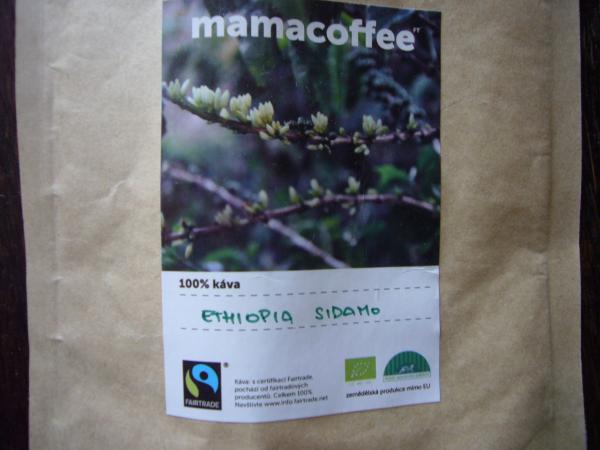 mamacoffee
100% káva
ETHIOPIA SIDAMO
FAIRTRADE
®
Káva: s certifikací Fairtrade,
pochází od fairtradových
producentů. Celkem 100%.
Navštivte www.info.fairtrade.net
zemědělská produkce mimo EU